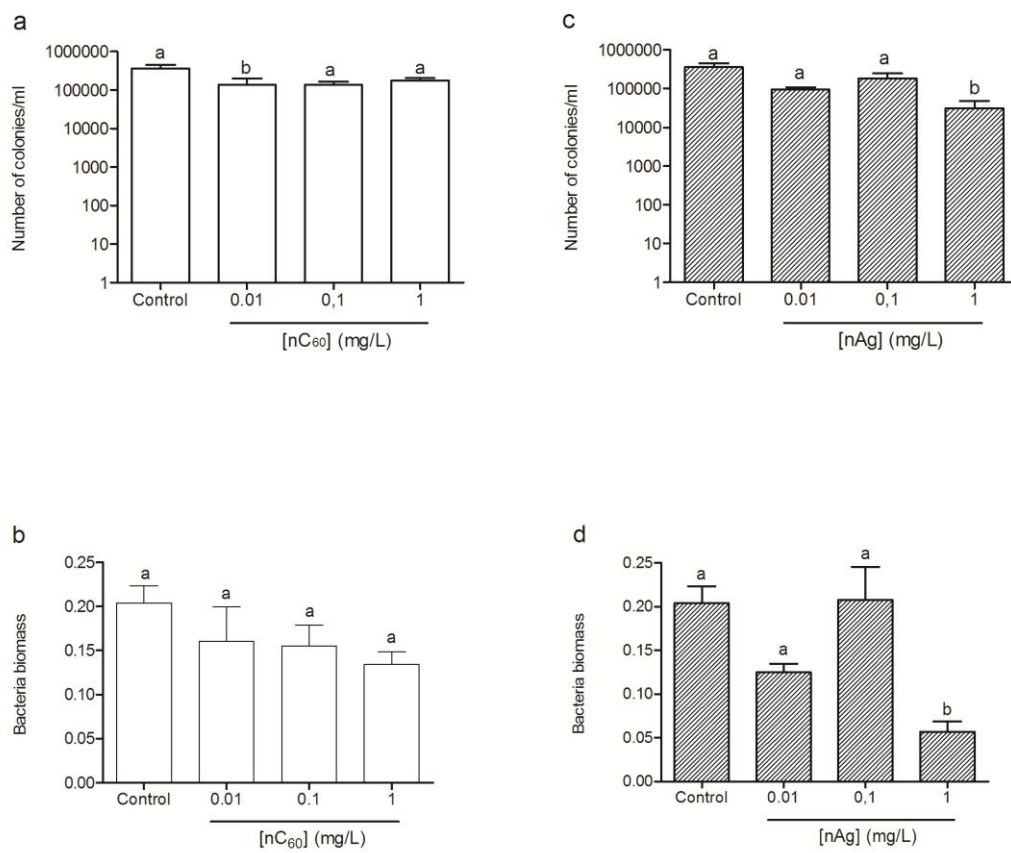 a
Number of colonies/ml
1000000
100000
10000
1000
100
10
1
a
b
a
a
Control
0.01
0,1
1
[nC60] (mg/L)
c
Number of colonies/ml
1000000
100000
10000
1000
100
10
1
a
a
a
b
Control
0.01
0,1
1
[nAg] (mg/L)
b
Bacteria biomass
0.25
0.20
0.15
0.10
0.05
0.00
a
a
a
a
Control
0.01
0.1
1
[nC60] (mg/L)
d
Bacteria biomass
0.25
0.20
0.15
0.10
0.05
0.00
a
a
a
b
Control
0.01
0,1
1
[nAg] (mg/L)